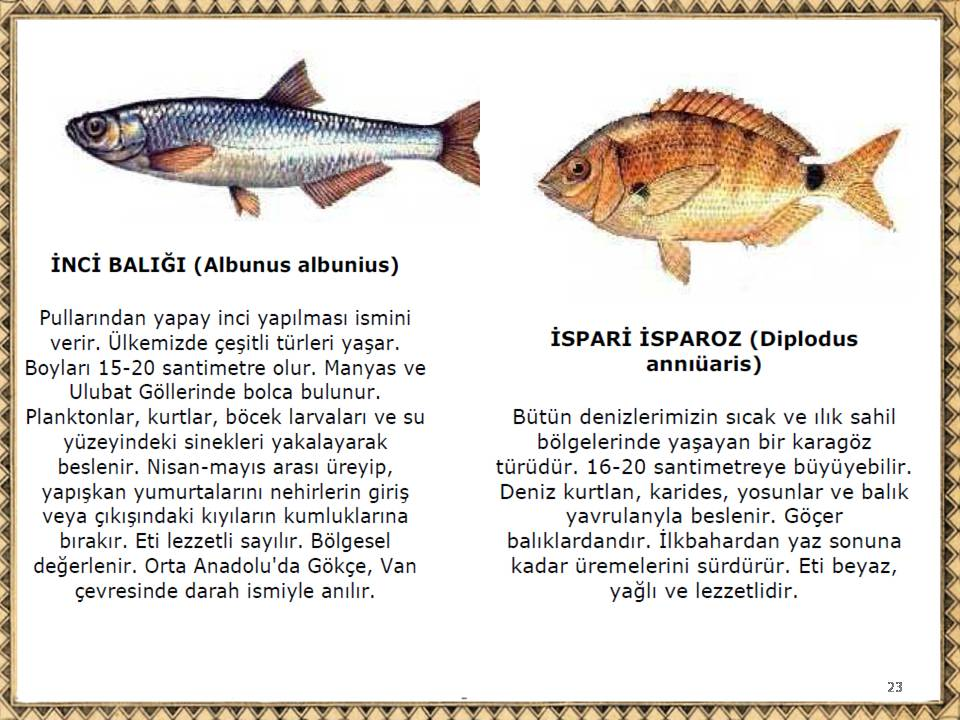 İNCİ BALIĞI (Albunus albunius)
Pullarından yapay inci yapılması ismini
verir. Ülkemizde çeşitli türleri yaşar.
Boyları 15-20 santimetre olur. Manyas ve
Ulubat Göllerinde bolca bulunur.
Planktonlar, kurtlar, böcek larvaları ve su
yüzeyindeki sinekleri yakalayarak
beslenir. Nisan-mayıs arası üreyip,
yapışkan yumurtalarını nehirlerin giriş
veya çıkışındaki kıyıların kumluklarına
bırakır. Eti lezzetli sayılır. Bölgesel
değerlenir. Orta Anadolu'da Gökçe, Van
çevresinde darah ismiyle anılır.
İSPARİ İSPAROZ (Diplodus
annıüaris)
Bütün denizlerimizin sıcak ve ılık sahil
bölgelerinde yaşayan bir karagöz
türüdür. 16-20 santimetreye büyüyebilir.
Deniz kurtlan, karides, yosunlar ve balık
yavrulanyla beslenir. Göçer
balıklardandır. İlkbahardan yaz sonuna
kadar üremelerini sürdürür. Eti beyaz,
yağlı ve lezzetlidir.
23